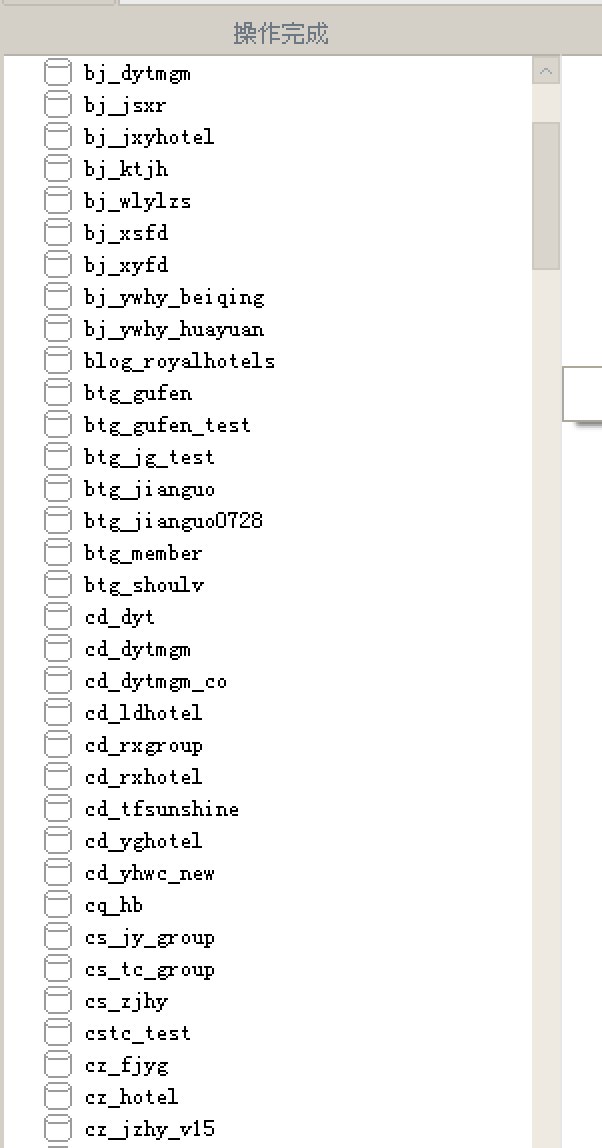 操作完成
bj_dytmgm
bj_jsxr
bj_jxyhotel
bj_ktjh
bj_wlylzs
bj_xsfd
bj_xyfd
bj_ywhy_beiqing
bj_ywhy_huayuan
blog_royalhotels
btg_gufen
btg_gufen_test
btg_jg_test
btg_jianguo
btg_jianguo0728
btg_member
btg_shoulv
cd_dyt
cd_dytmgm
cd_dytmgm_co
cd_ldhotel
cd_rxgroup
cd_rxhotel
cd_tfsunshine
cd_yghotel
cd_yhwc_new
cq_hb
cs_jy_group
cs_tc_group
cs_zjhy
cstc_test
cz_fjyg
cz_hotel
cz_jzhy_v15